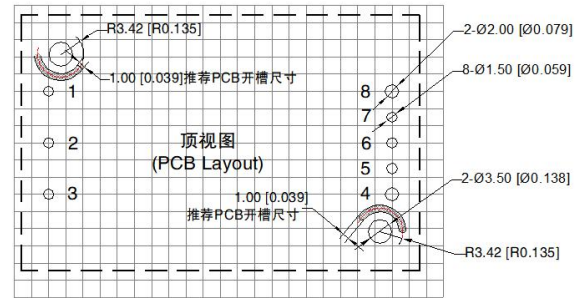 R3.42 [R0.135]
2-Ø2.00 [Ø0.079]
1.00 [0.039]推荐PCB开槽尺寸
8-Ø1.50 [Ø0.059]
1
8
7
2
顶视图
6
(PCB Layout)
5
2-Ø3.50 [Ø0.138]
3
1.00 [0.039]
4
推荐PCB开槽尺寸
R3.42 [R0.135]